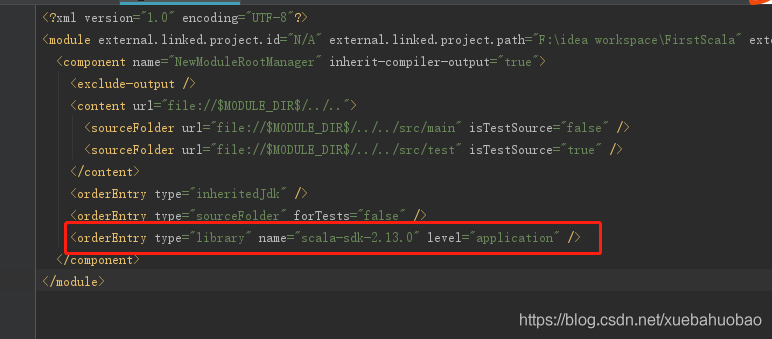 <?xml version="1.0" encoding="UTF-8"?>
<module external.linked.project.id="N/A" external.linked.project.path="F:\idea workspace\FirstScala" ext
<component name="NewModuleRootManager" inherit-compiler-output="true">
<exclude-output />
<content url="file://$MODULE_DIR$/../..">
<sourceFolder url="file://$MODULE_DIR$/../../src/main" isTestSource="false" />
<sourceFolder url="file://$MODULE_DIR$/../../src/test" isTestSource="true" />
</content>
<orderEntry type="inheritedJdk" />
<orderEntry type="sourceFolder" forTests="false" />
<orderEntry type="library" name="scala-sdk-2.13.0" level="application" />
</component>
</module>
https://blog.csdn.net/xuebahuobao